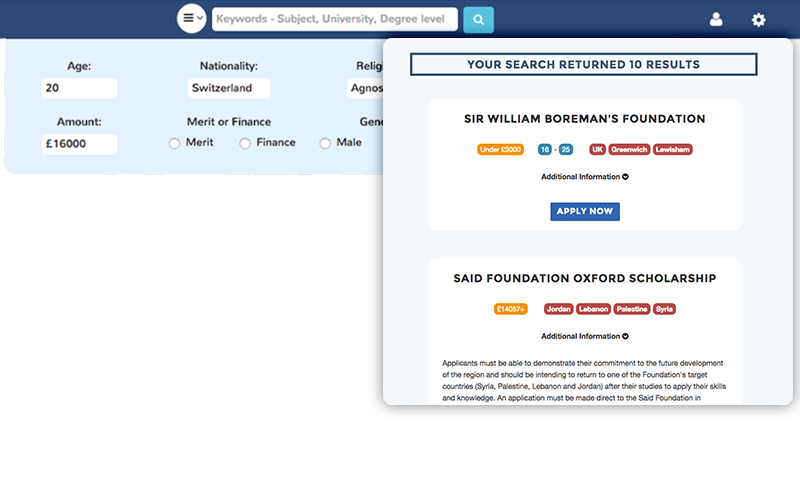 Keywords - Subject, University, Degree level
Age:
Nationality:
Relig
20
Switzerland
Agnos
Amount:
Merit or Finance
Gen
£16000
Merit
Finance
Male
YOUR SEARCH RETURNED 10 RESULTS
SIR WILLIAM BOREMAN'S FOUNDATION
Under £3000 16 - 25 UK Greenwich Lewisham
Additional Information
APPLY NOW
SAID FOUNDATION OXFORD SCHOLARSHIP
£14057+ Jordan Lebanon Palestine Syria
Additional Information
Applicants must be able to demonstrate their commitment to the future development
of the region and should be intending to return to one of the Foundation's target
countries (Syria, Palestine, Lebanon and Jordan) after their studies to apply their skills
and knowledge. An application must be made direct to the Said Foundation in